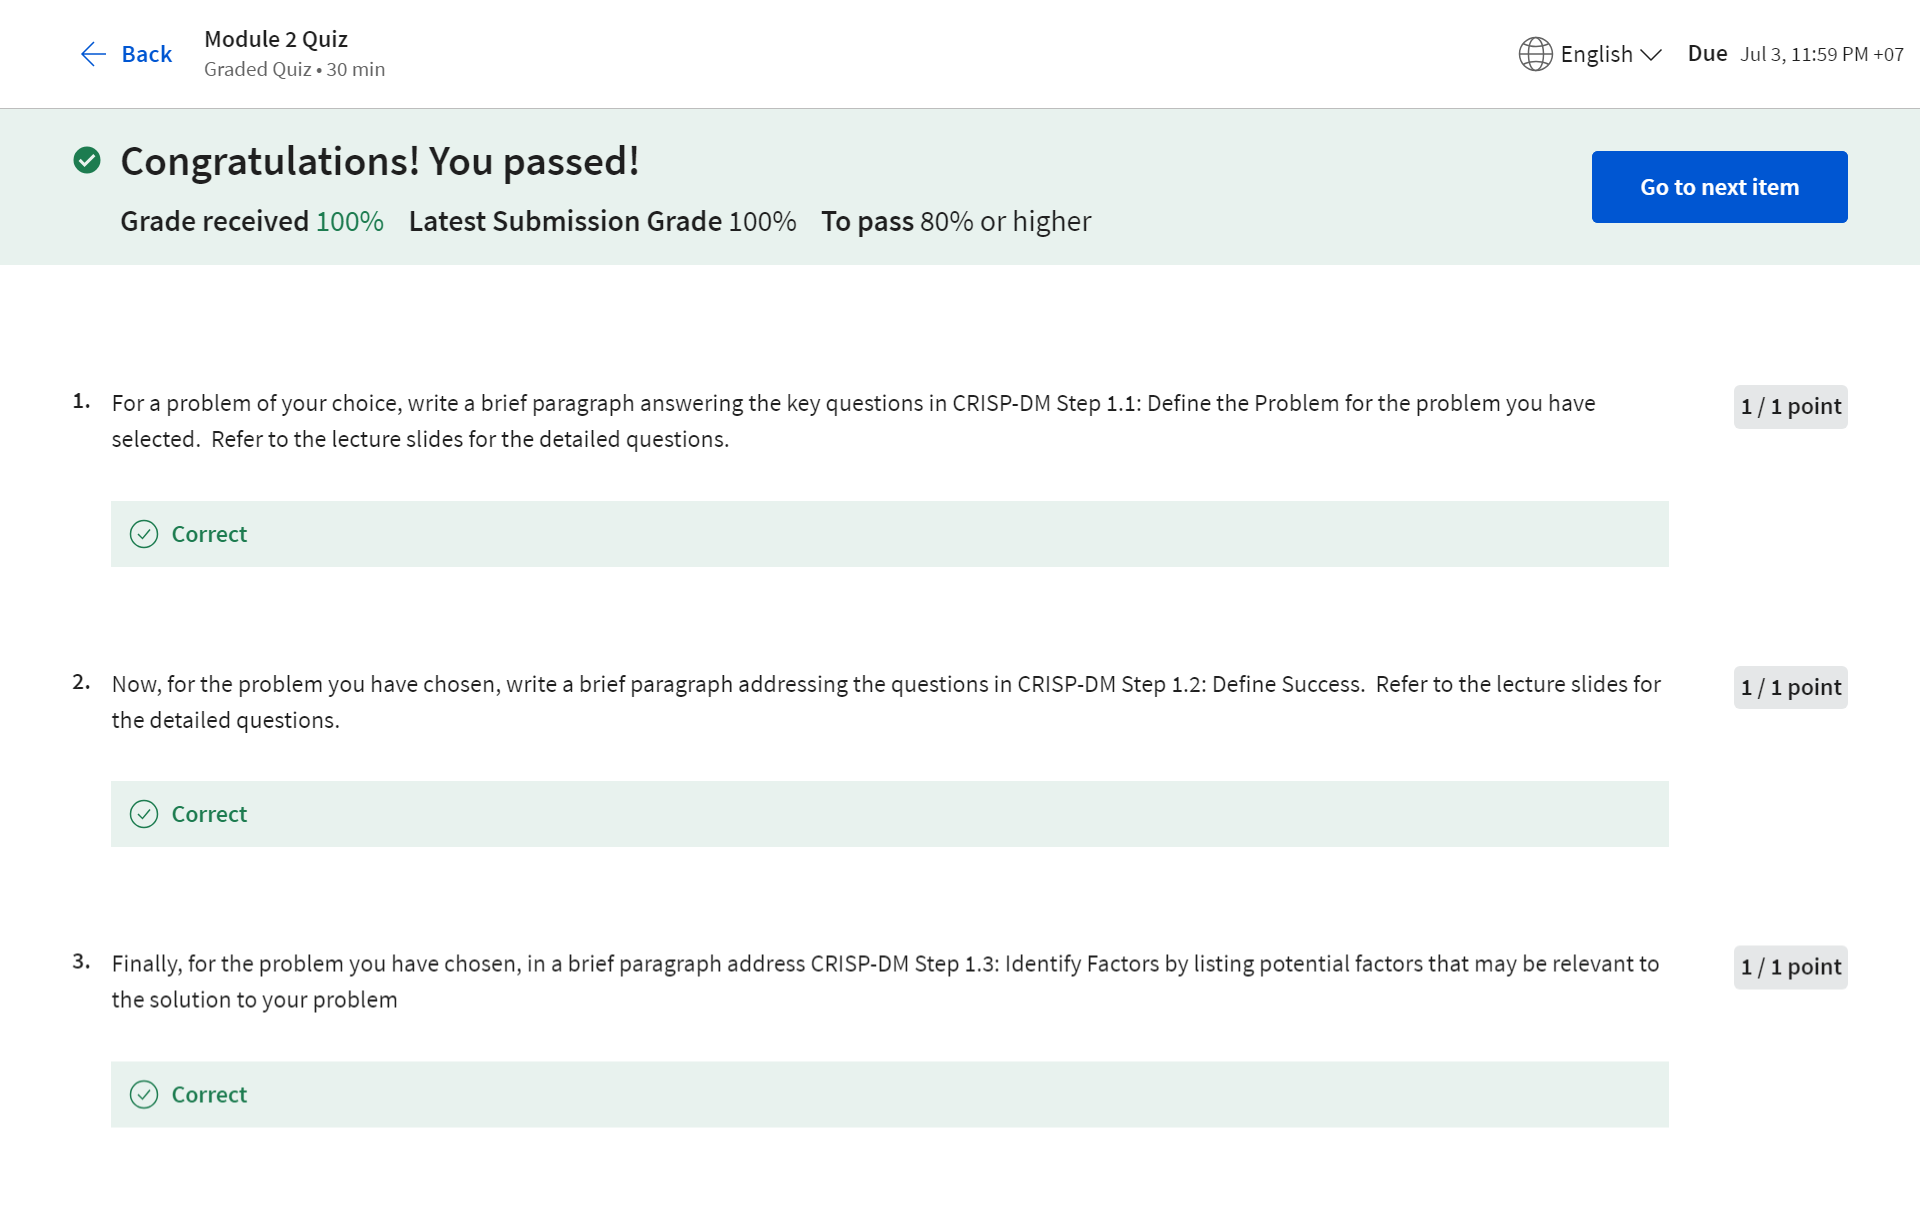 Back
Module 2 Quiz
Graded Quiz • 30 min
English
Due Jul 3, 11:59 PM +07
Congratulations! You passed!
Grade received 100% Latest Submission Grade 100% To pass 80% or higher
Go to next item
1. For a problem of your choice, write a brief paragraph answering the key questions in CRISP-DM Step 1.1: Define the Problem for the problem you have
selected. Refer to the lecture slides for the detailed questions.
1 / 1 point
Correct
2. Now, for the problem you have chosen, write a brief paragraph addressing the questions in CRISP-DM Step 1.2: Define Success. Refer to the lecture slides for
the detailed questions.
1 / 1 point
Correct
3. Finally, for the problem you have chosen, in a brief paragraph address CRISP-DM Step 1.3: Identify Factors by listing potential factors that may be relevant to
the solution to your problem
1 / 1 point
Correct